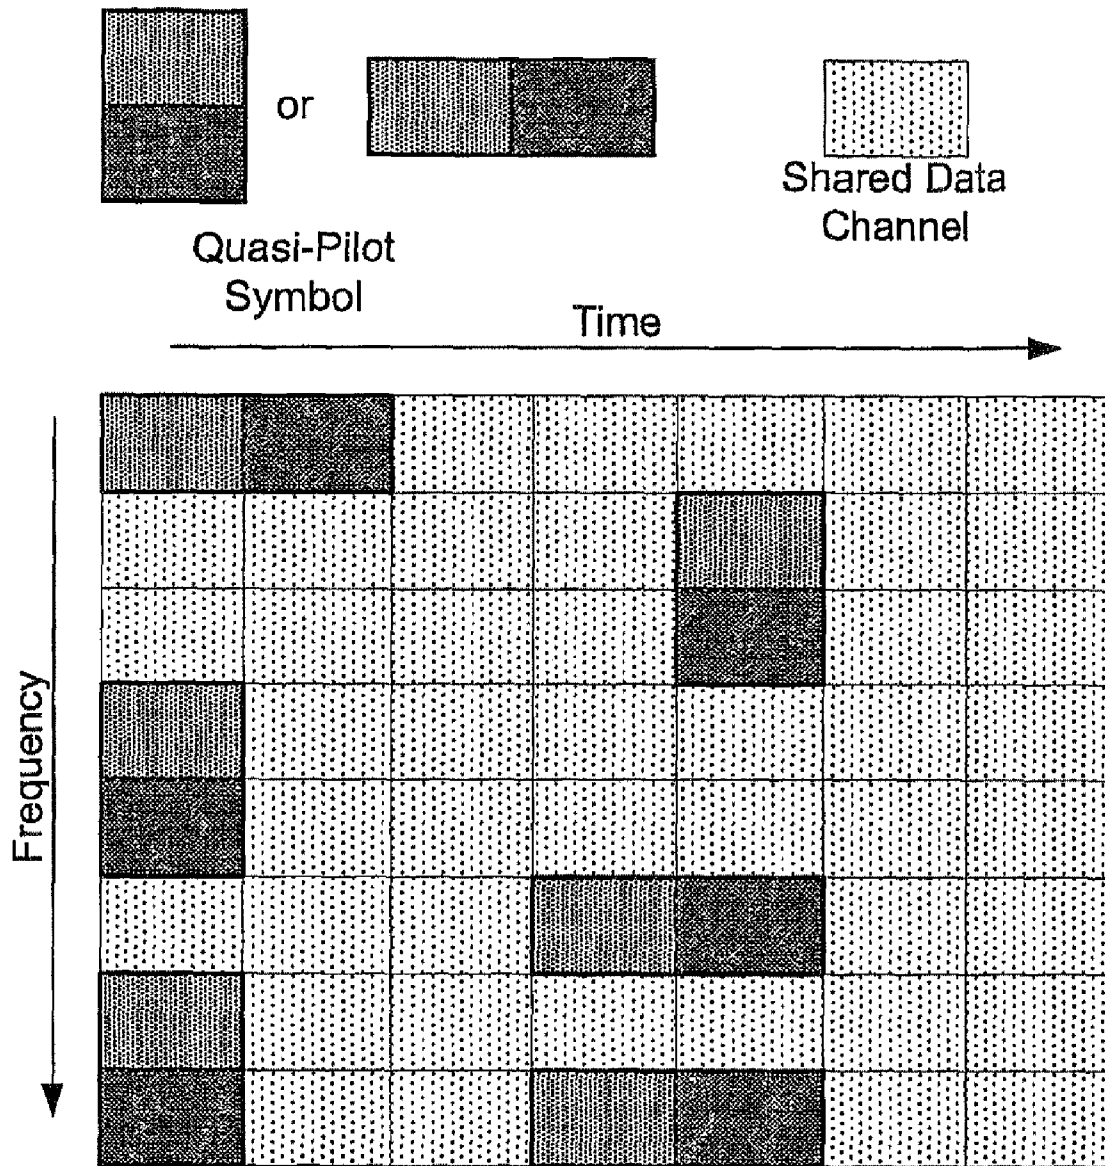 or
Shared Data
Channel
Quasi-Pilot
Symbol
Time
Frequency